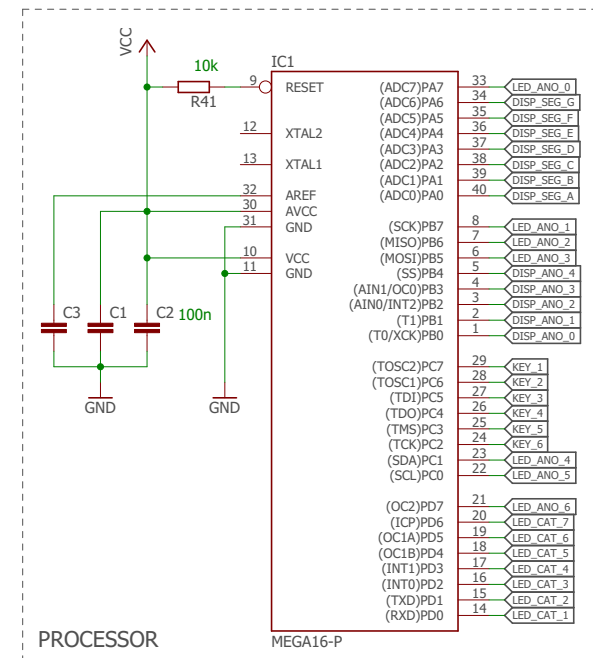 VCC
10k
R41
IC1
9 RESET
12 XTAL2
13 XTAL1
32 AREF
30 AVCC
31 GND
10 VCC
11 GND
C3 C1 C2 100n
GND GND
(ADC7)PA7 33 LED_ANO_0
(ADC6)PA6 34 DISP_SEG_G
(ADC5)PA5 35 DISP_SEG_F
(ADC4)PA4 36 DISP_SEG_E
(ADC3)PA3 37 DISP_SEG_D
(ADC2)PA2 38 DISP_SEG_C
(ADC1)PA1 39 DISP_SEG_B
(ADC0)PA0 40 DISP_SEG_A
(SCK)PB7 8 LED_ANO_1
(MISO)PB6 7 LED_ANO_2
(MOSI)PB5 6 LED_ANO_3
(SS)PB4 5 DISP_ANO_4
(AIN1/OC0)PB3 4 DISP_ANO_3
(AIN0/INT2)PB2 3 DISP_ANO_2
(T1)PB1 2 DISP_ANO_1
(T0/XCK)PB0 1 DISP_ANO_0
(TOSC2)PC7 29 KEY_1
(TOSC1)PC6 28 KEY_2
(TDI)PC5 27 KEY_3
(TDO)PC4 26 KEY_4
(TMS)PC3 25 KEY_5
(TCK)PC2 24 KEY_6
(SDA)PC1 23 LED_ANO_4
(SCL)PC0 22 LED_ANO_5
(OC2)PD7 21 LED_ANO_6
(ICP)PD6 20 LED_CAT_7
(OC1A)PD5 19 LED_CAT_6
(OC1B)PD4 18 LED_CAT_5
(INT1)PD3 17 LED_CAT_4
(INT0)PD2 16 LED_CAT_3
(TXD)PD1 15 LED_CAT_2
(RXD)PD0 14 LED_CAT_1
PROCESSOR
MEGA16-P